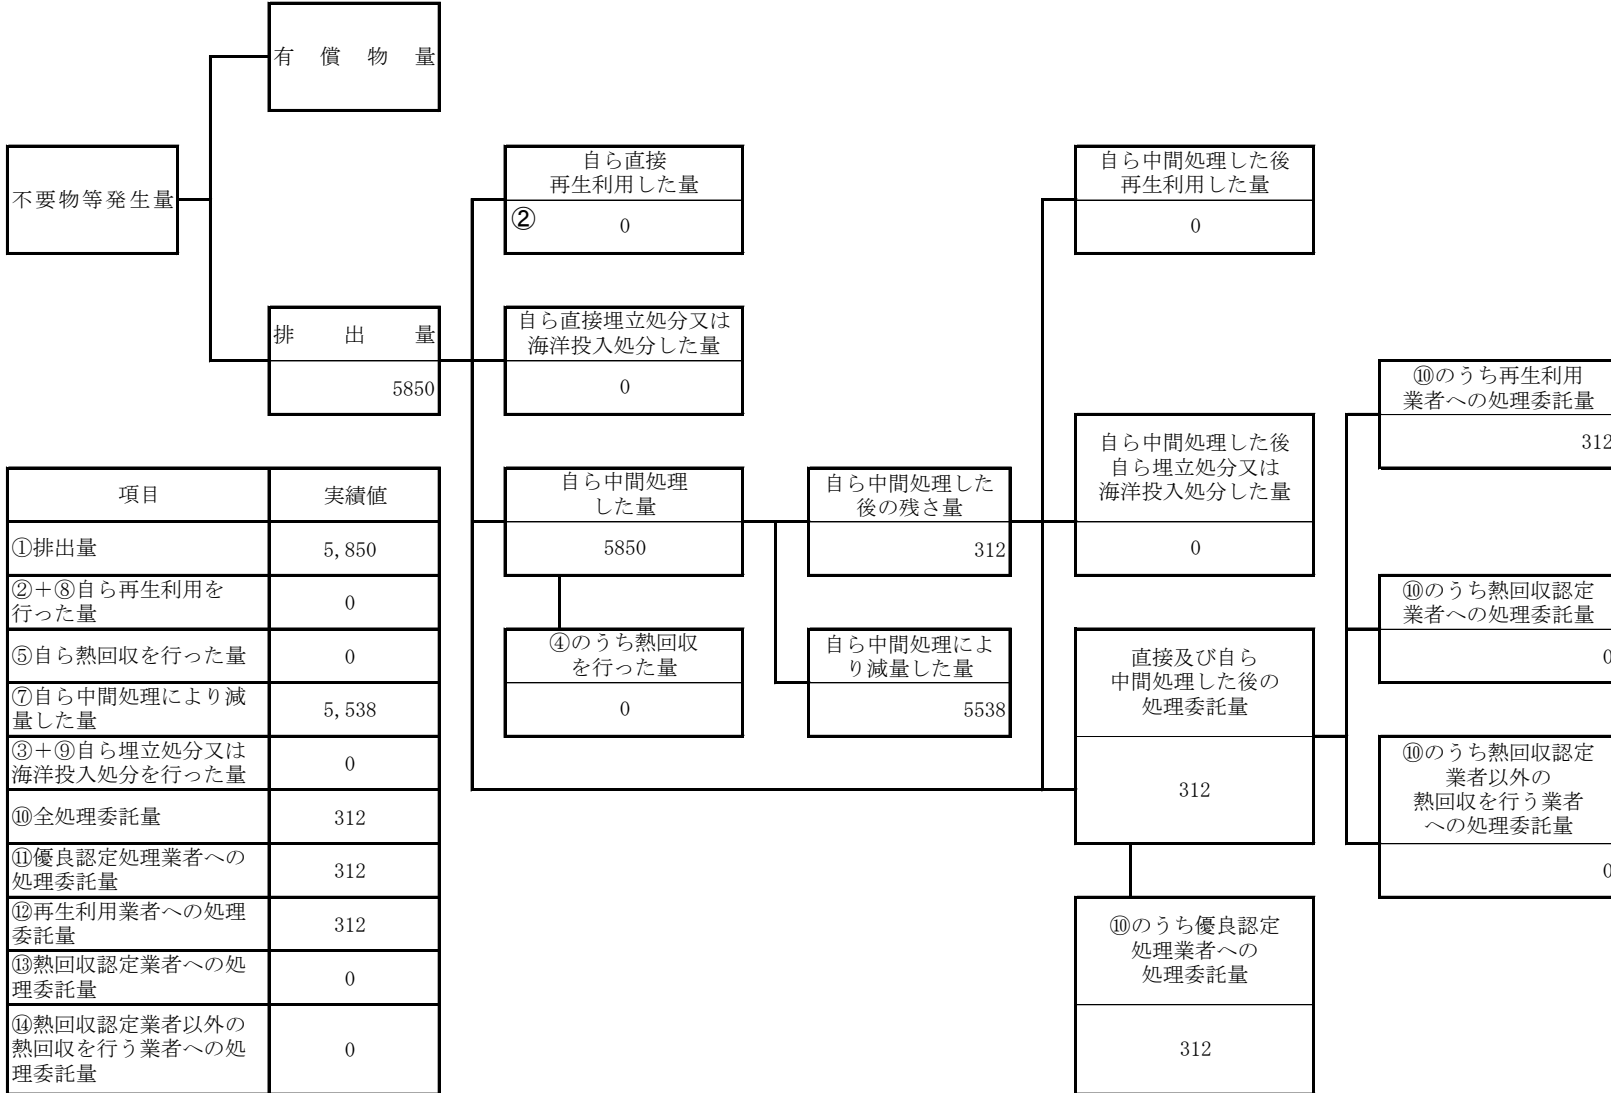 有償物量
不要物等発生量
排出量
5850
自ら直接
再生利用した量
②
0
自ら直接埋立処分又は
海洋投入処分した量
0
自ら中間処理
した量
5850
④のうち熱回収
を行った量
0
自ら中間処理した
後の残さ量
312
自ら中間処理によ
り減量した量
5538
自ら中間処理した後
再生利用した量
0
自ら中間処理した後
自ら埋立処分又は
海洋投入処分した量
0
直接及び自ら
中間処理した後の
処理委託量
312
⑩のうち優良認定
処理業者への
処理委託量
312
⑩のうち再生利用
業者への処理委託量
312
⑩のうち熱回収認定
業者への処理委託量
0
⑩のうち熱回収認定
業者以外の
熱回収を行う業者
への処理委託量
0
項目 実績値
①排出量 5,850
②+⑧自ら再生利用を
行った量 0
⑤自ら熱回収を行った量 0
⑦自ら中間処理により減
量した量 5,538
③+⑨自ら埋立処分又は
海洋投入処分を行った量 0
⑩全処理委託量 312
⑪優良認定処理業者への
処理委託量 312
⑫再生利用業者への処理
委託量 312
⑬熱回収認定業者への処
理委託量 0
⑭熱回収認定業者以外の
熱回収を行う業者への処
理委託量 0